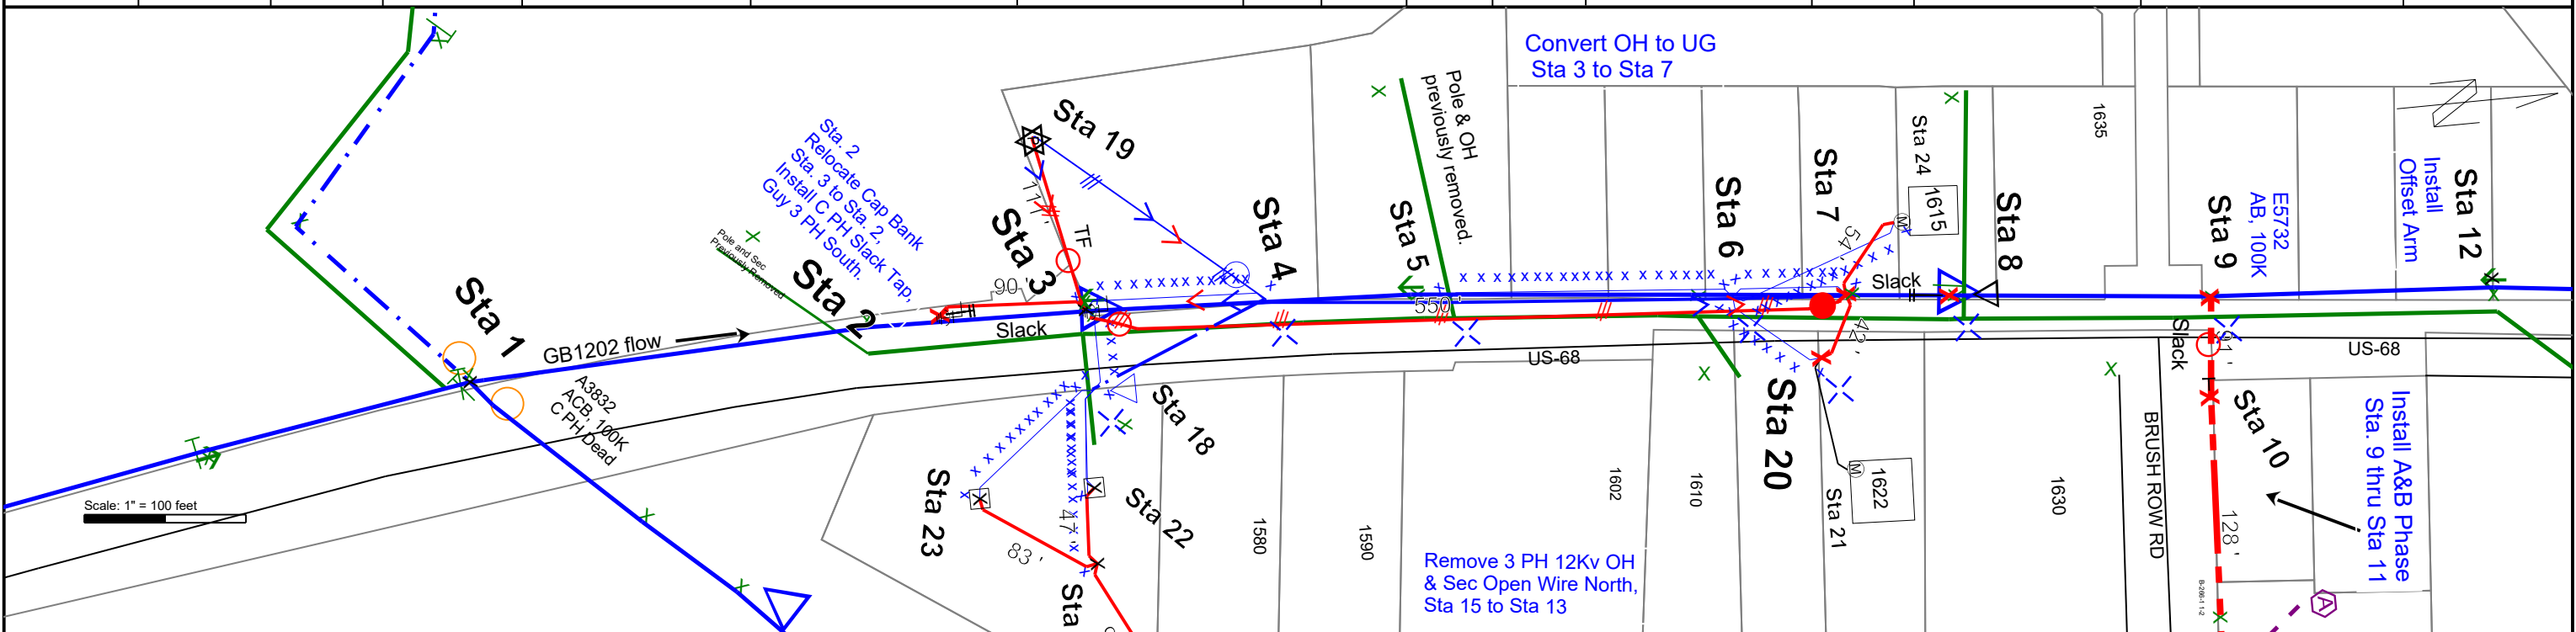 Convert OH to UG
Sta 3 to Sta 7
Pole & OH
previously removed.
Sta. 2
Relocate Cap Bank
Sta. 3 to Sta. 2,
Install C PH Slack Tap,
Guy 3 PH South.
Pole and Sec
Previously Removed
Sta 1
Sta 2
Sta 3
Sta 19
Sta 4
Sta 5
Sta 6
Sta 7
Sta 24
1615
Sta 8
1635
Sta 9
E5732
AB, 100K
Install
Offset Arm
Sta 12
TF
90 '
Slack
550 '
54 '
42 '
M
Slack
GB1202 flow
A3832
ACB, 100K
C PH Dead
US-68
US-68
Slack
91 '
Scale: 1" = 100 feet
Sta 18
Sta 22
Sta 23
47 '
83 '
Sta
1580
1590
1602
1610
Sta 20
Sta 21
M
1622
1630
BRUSH ROW RD
Sta 10
128 '
Install A&B Phase
Sta. 9 thru Sta 11
Remove 3 PH 12Kv OH
& Sec Open Wire North,
Sta 15 to Sta 13
A